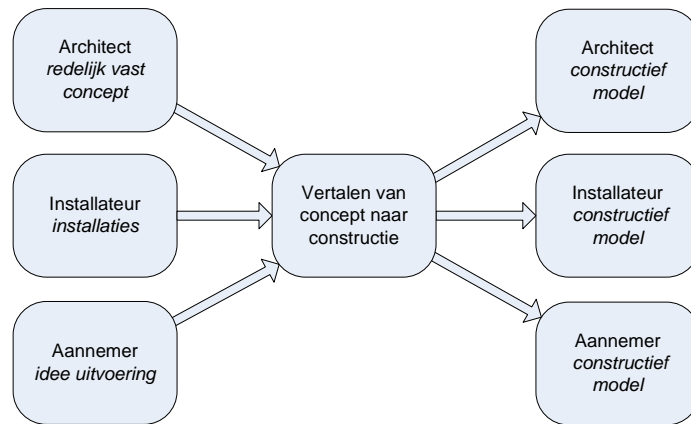 Architect
redelijk vast
concept
Installateur
installaties
Aannemer
idee uitvoering
Vertalen van
concept naar
constructie
Architect
constructief
model
Installateur
constructief
model
Aannemer
constructief
model